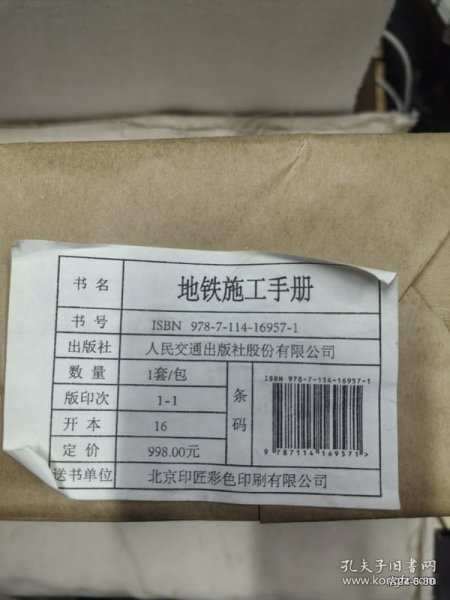 书名 地铁施工手册
书号 ISBN 978-7-114-16957-1
出版社 人民交通出版社股份有限公司
数量 1套/包
版印次 1-1
开本 16
定价 998.00元
条码
ISBN 978-7-114-16957-1
9 787114 169571 >
送书单位 北京印匠彩色印刷有限公司
孔夫子旧书网